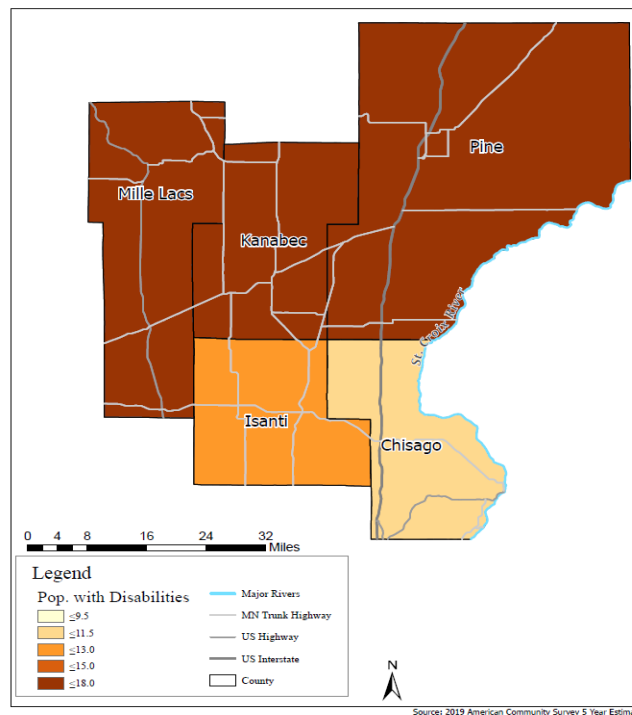 Pine
Mille Lacs
Kanabec
St. Croix River
Isanti
Chisago
0 4 8 16 24 32
Miles
Legend
Pop. with Disabilities
≤9.5
≤11.5
≤13.0
≤15.0
≤18.0
Major Rivers
MN Trunk Highway
US Highway
US Interstate
County
N
Source: 2019 American Community Survey 5 Year